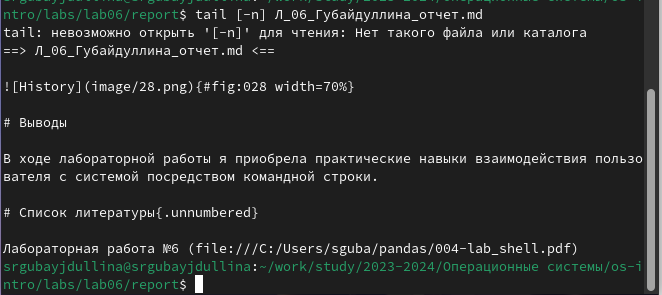 ntro/labs/lab06/report$ tail [-n] Л_06_Губайдуллина_отчет.md
tail: невозможно открыть '[-n]' для чтения: Нет такого файла или каталога
==> Л_06_Губайдуллина_отчет.md <==

![History](image/28.png){#fig:028 width=70%}

# Выводы

В ходе лабораторной работы я приобрела практические навыки взаимодействия пользо
вателя с системой посредством командной строки.

# Список литературы{.unnumbered}

Лабораторная работа №6 (file:///C:/Users/sguba/pandas/004-lab_shell.pdf)
srgubayjdullina@srgubayjdullina:~/work/study/2023-2024/Операционные системы/os-i
ntro/labs/lab06/report$